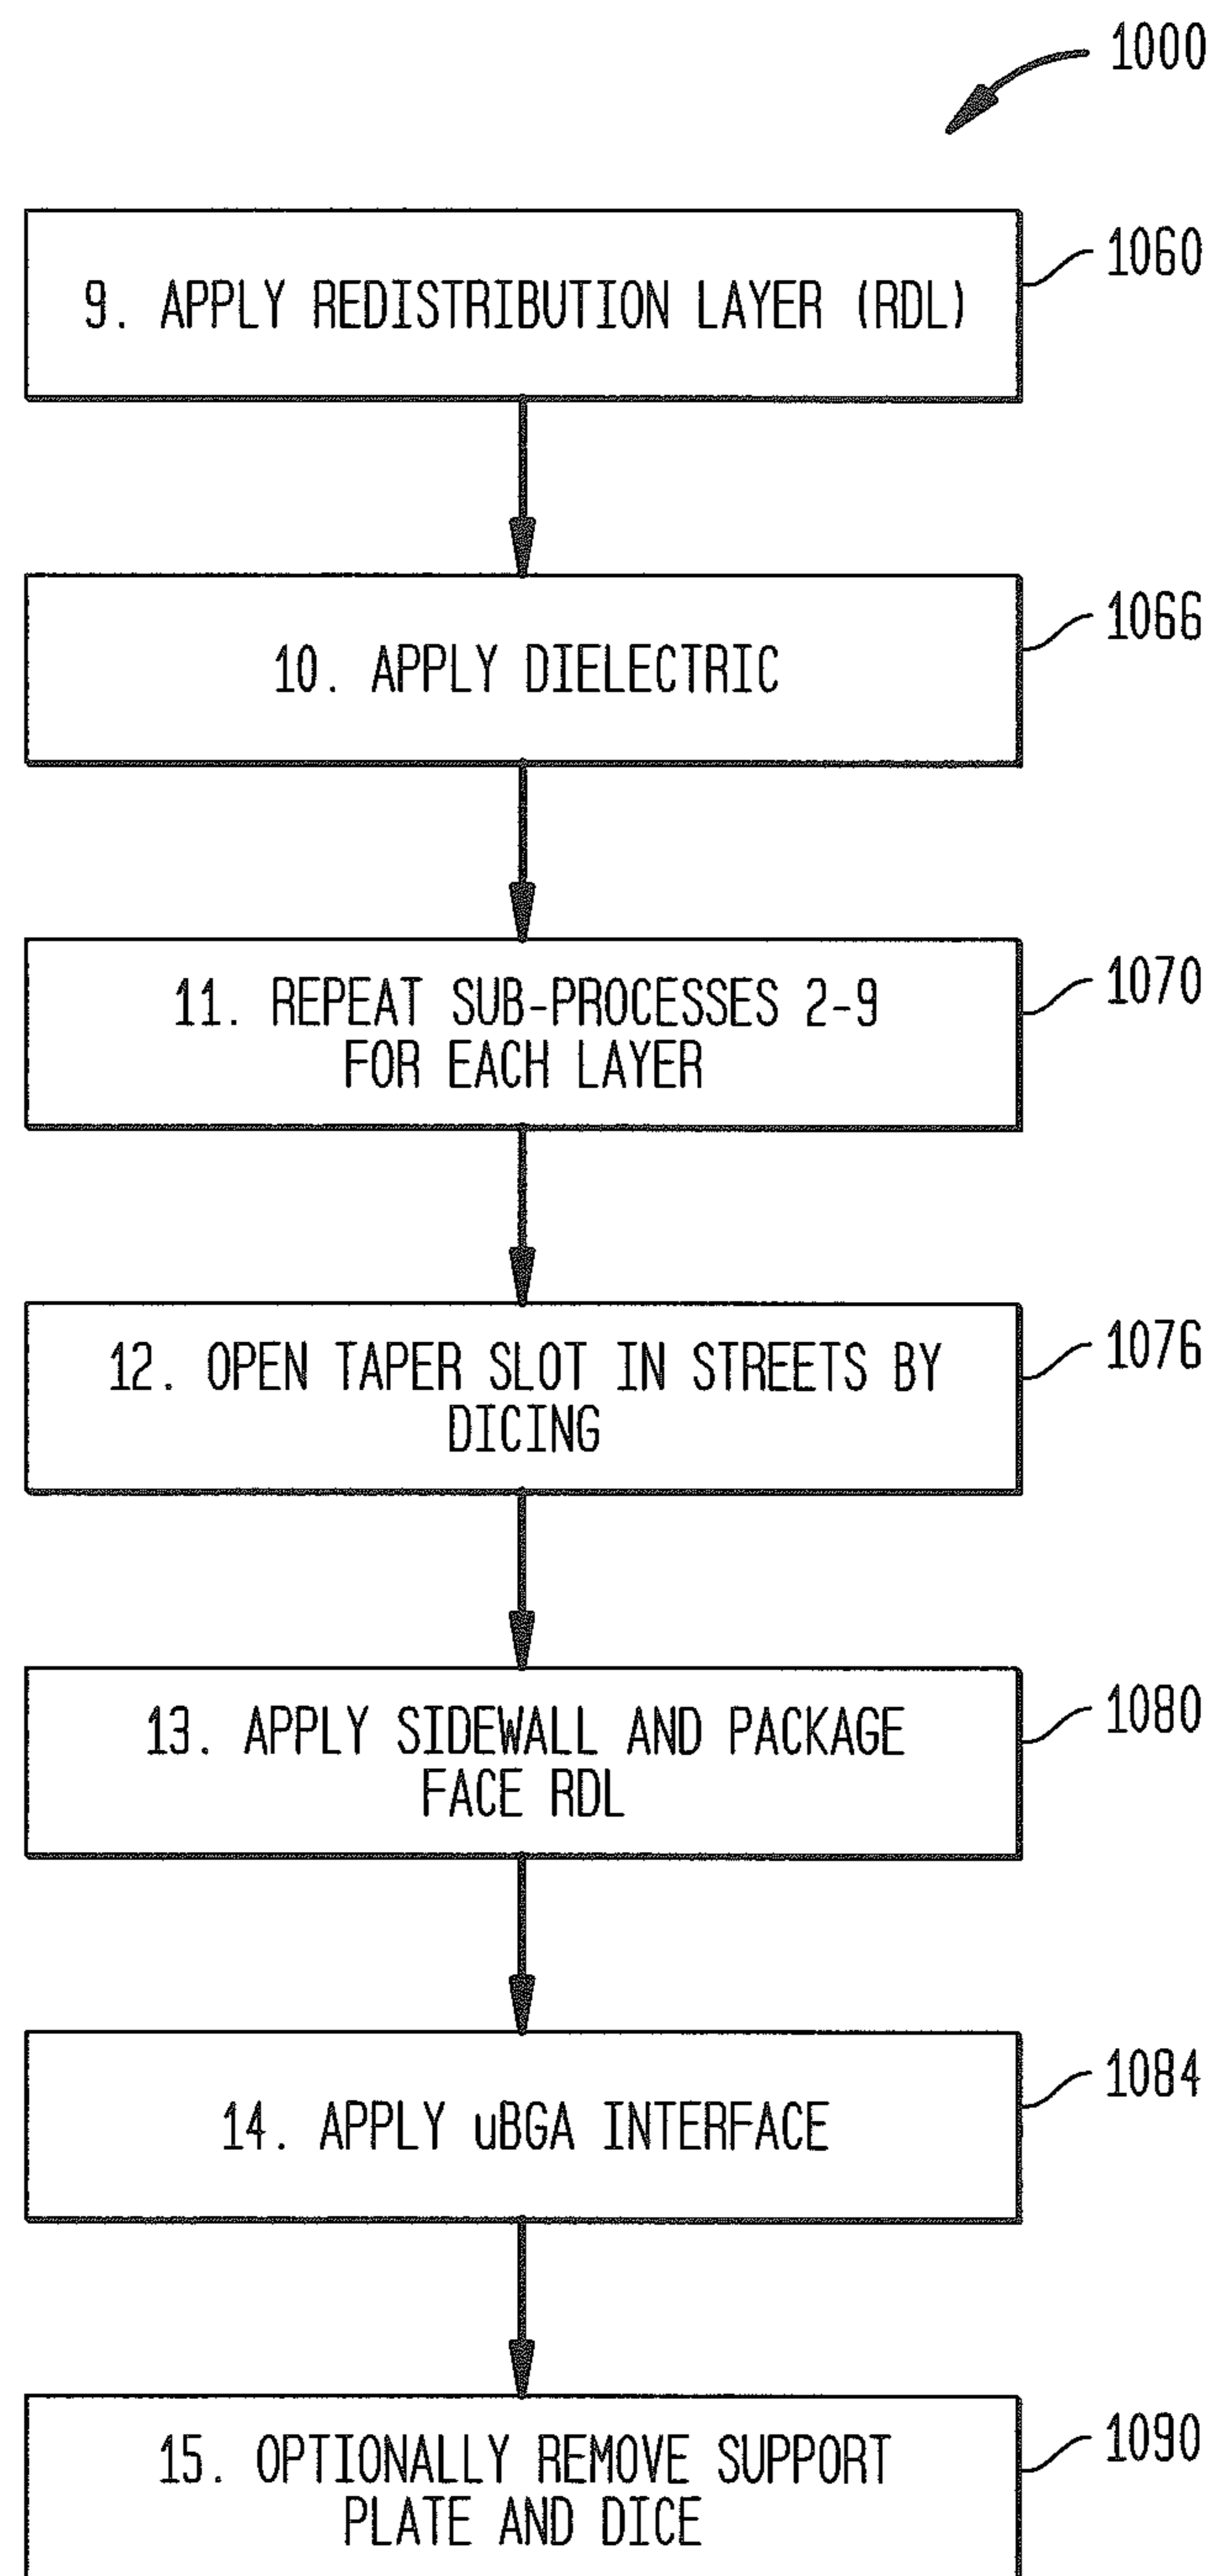 1000
9. APPLY REDISTRIBUTION LAYER (RDL)
1060
10. APPLY DIELECTRIC
1066
11. REPEAT SUB-PROCESSES 2-9
FOR EACH LAYER
1070
12. OPEN TAPER SLOT IN STREETS BY
DICING
1076
13. APPLY SIDEWALL AND PACKAGE
FACE RDL
1080
14. APPLY uBGA INTERFACE
1084
15. OPTIONALLY REMOVE SUPPORT
PLATE AND DICE
1090